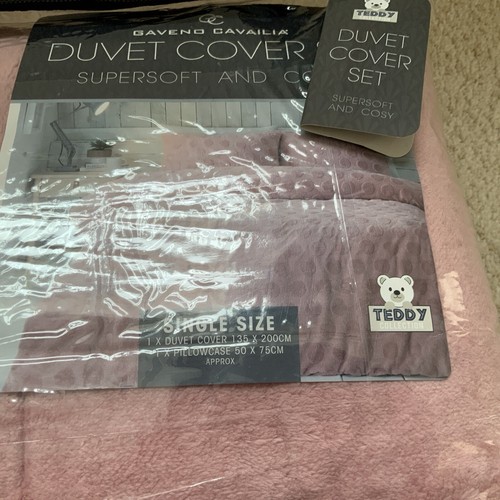 GAVENO CAVAILIA
DUVET COVER
SUPERSOFT AND
TEDDY
DUVET
COVER
SET
SUPERSOFT
AND COSY
TEDDY
COLLECTION
SINGLE SIZE
1 X DUVET COVER 135 X 200CM
1 X PILLOWCASE 50 X 75CM
APPROX